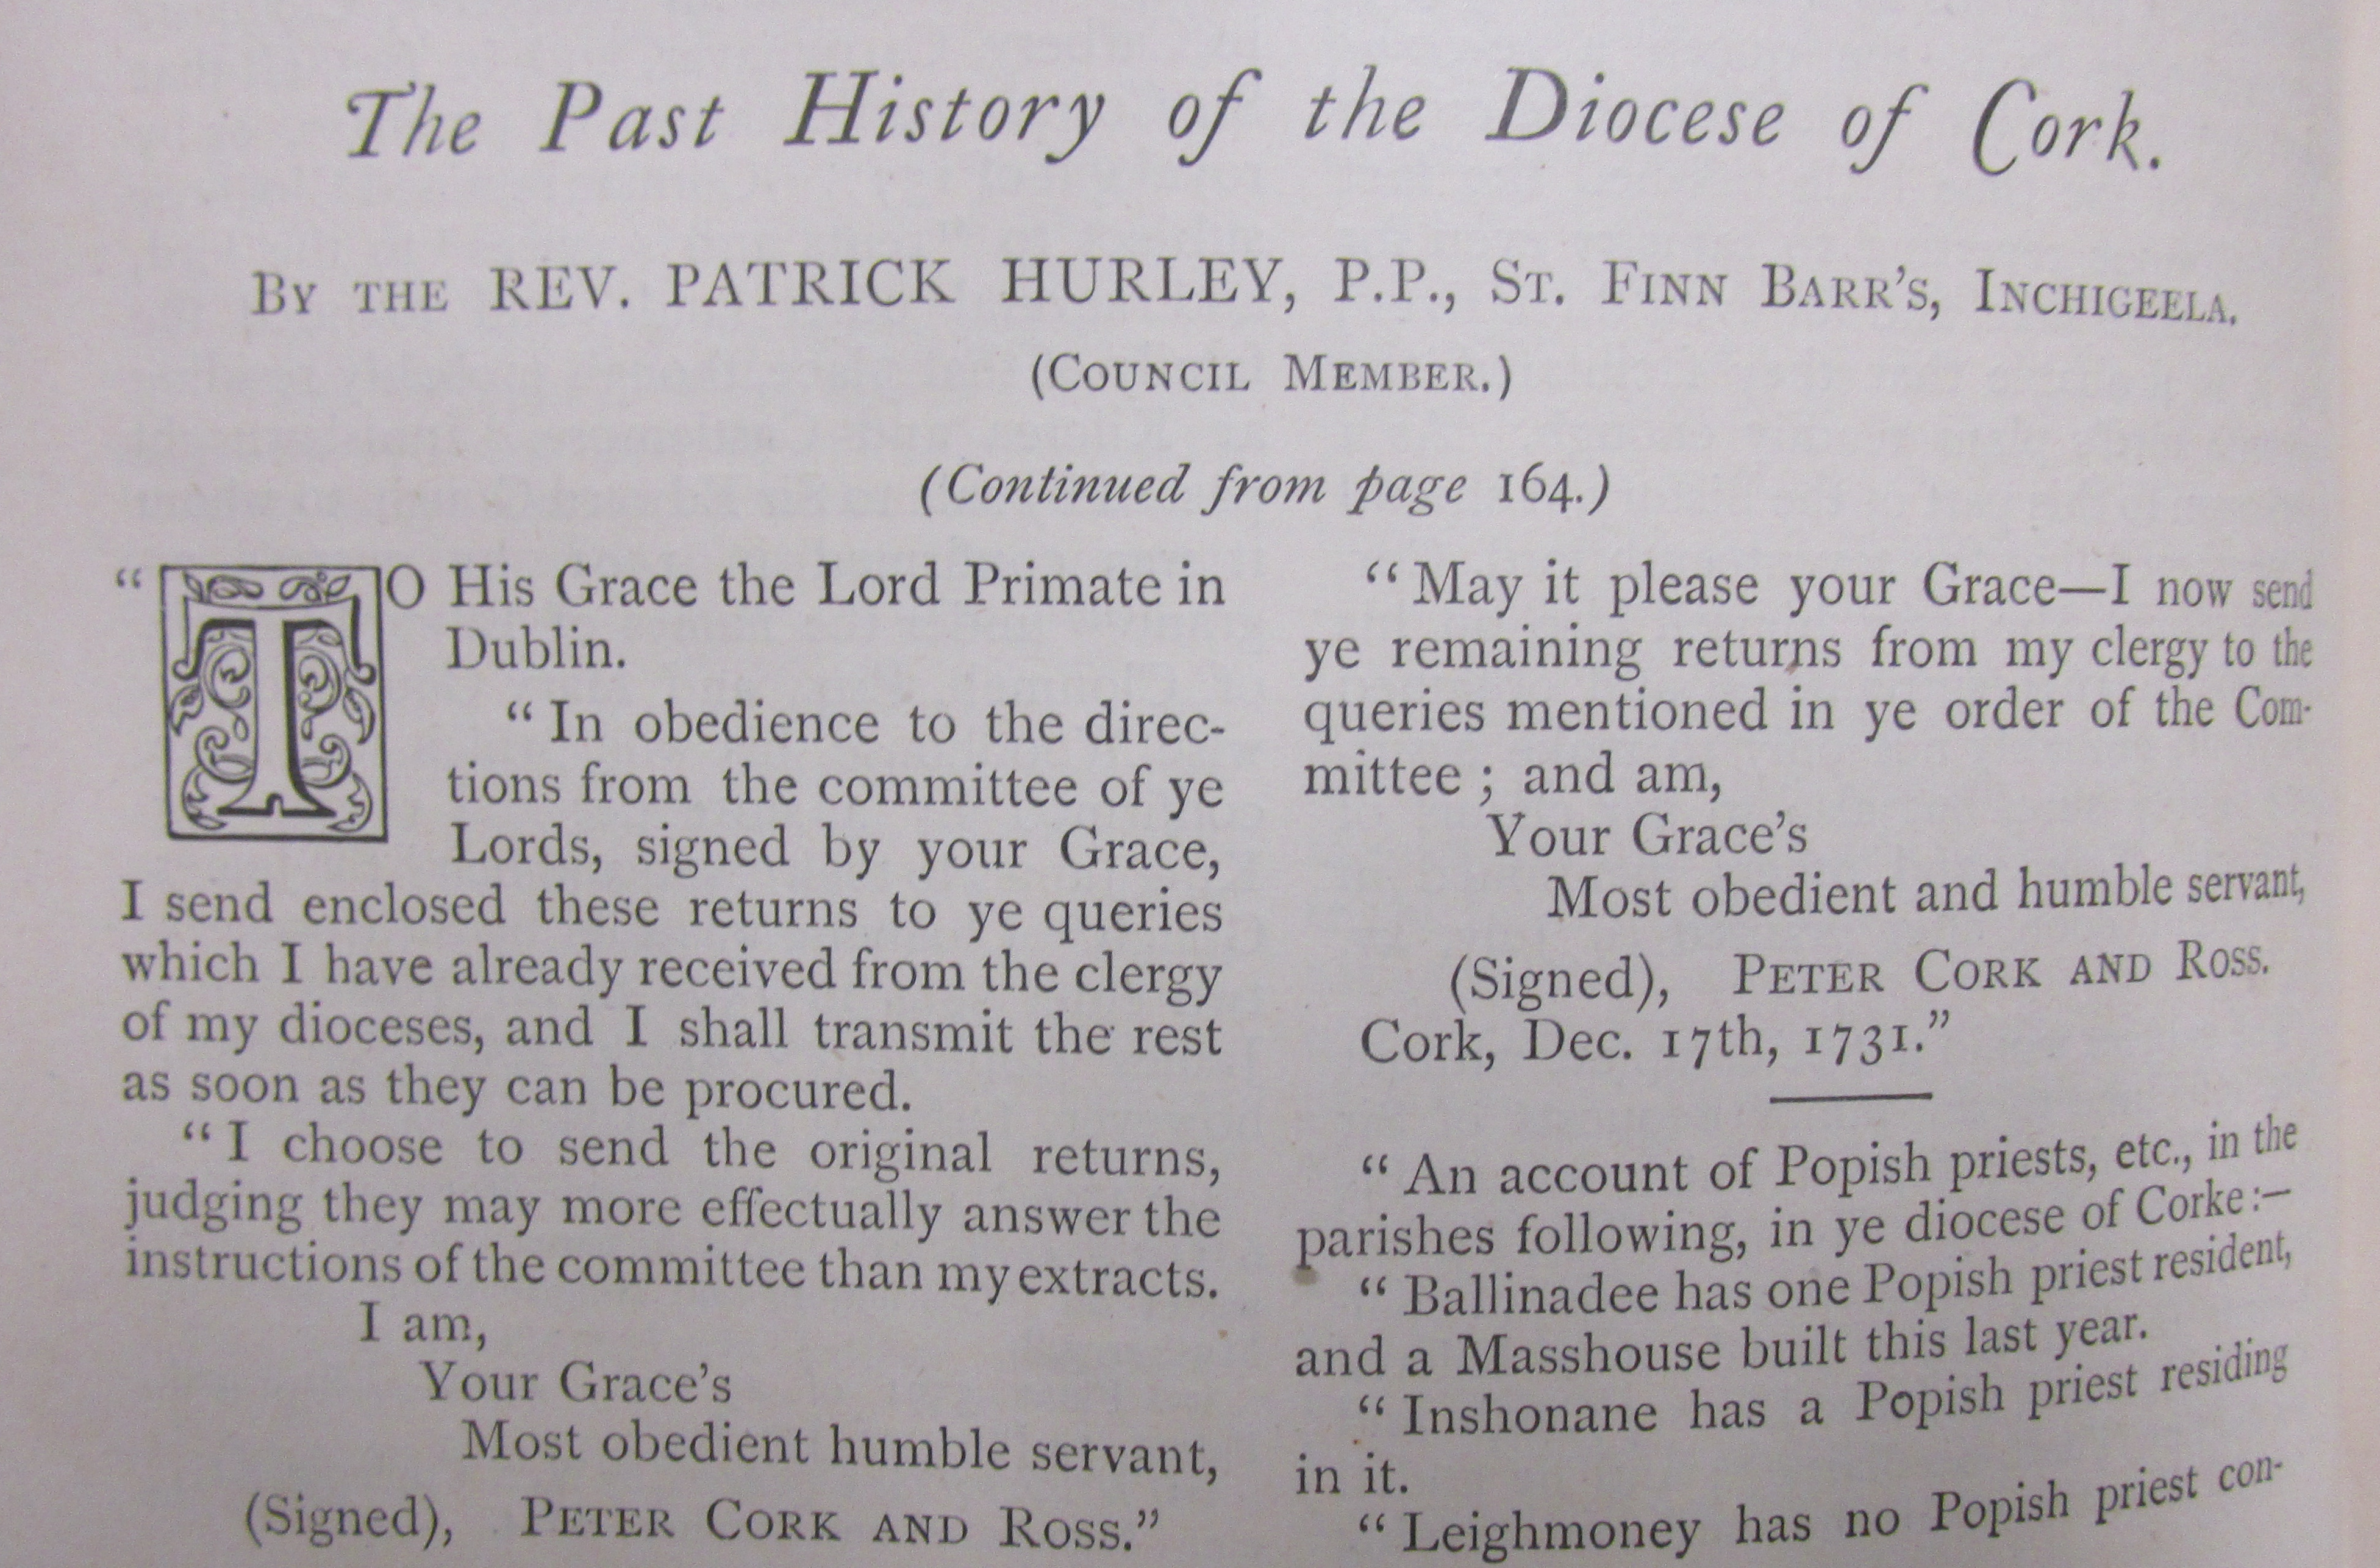 The Past History of the Diocese of Cork.
BY THE REV. PATRICK HURLEY, P.P., ST. FINN BARR'S, INCHIGEELA.
(COUNCIL MEMBER.)
(Continued from page 164.)
“TO His Grace the Lord Primate in
Dublin.
“In obedience to the direc-
tions from the committee of ye
Lords, signed by your Grace,
I send enclosed these returns to ye queries
which I have already received from the clergy
of my dioceses, and I shall transmit the rest
as soon as they can be procured.
“I choose to send the original returns,
judging they may more effectually answer the
instructions of the committee than my extracts.
I am,
Your Grace's
Most obedient humble servant,
(Signed), PETER CORK AND ROSS.”
“May it please your Grace—I now send
ye remaining returns from my clergy to the
queries mentioned in ye order of the Com-
mittee ; and am,
Your Grace's
Most obedient and humble servant,
(Signed), PETER CORK AND ROSS.
Cork, Dec. 17th, 1731.”
“An account of Popish priests, etc., in the
parishes following, in ye diocese of Corke:—
“Ballinadee has one Popish priest resident,
and a Masshouse built this last year.
“Inshonane has a Popish priest residing
in it.
“Leighmoney has no Popish priest con-